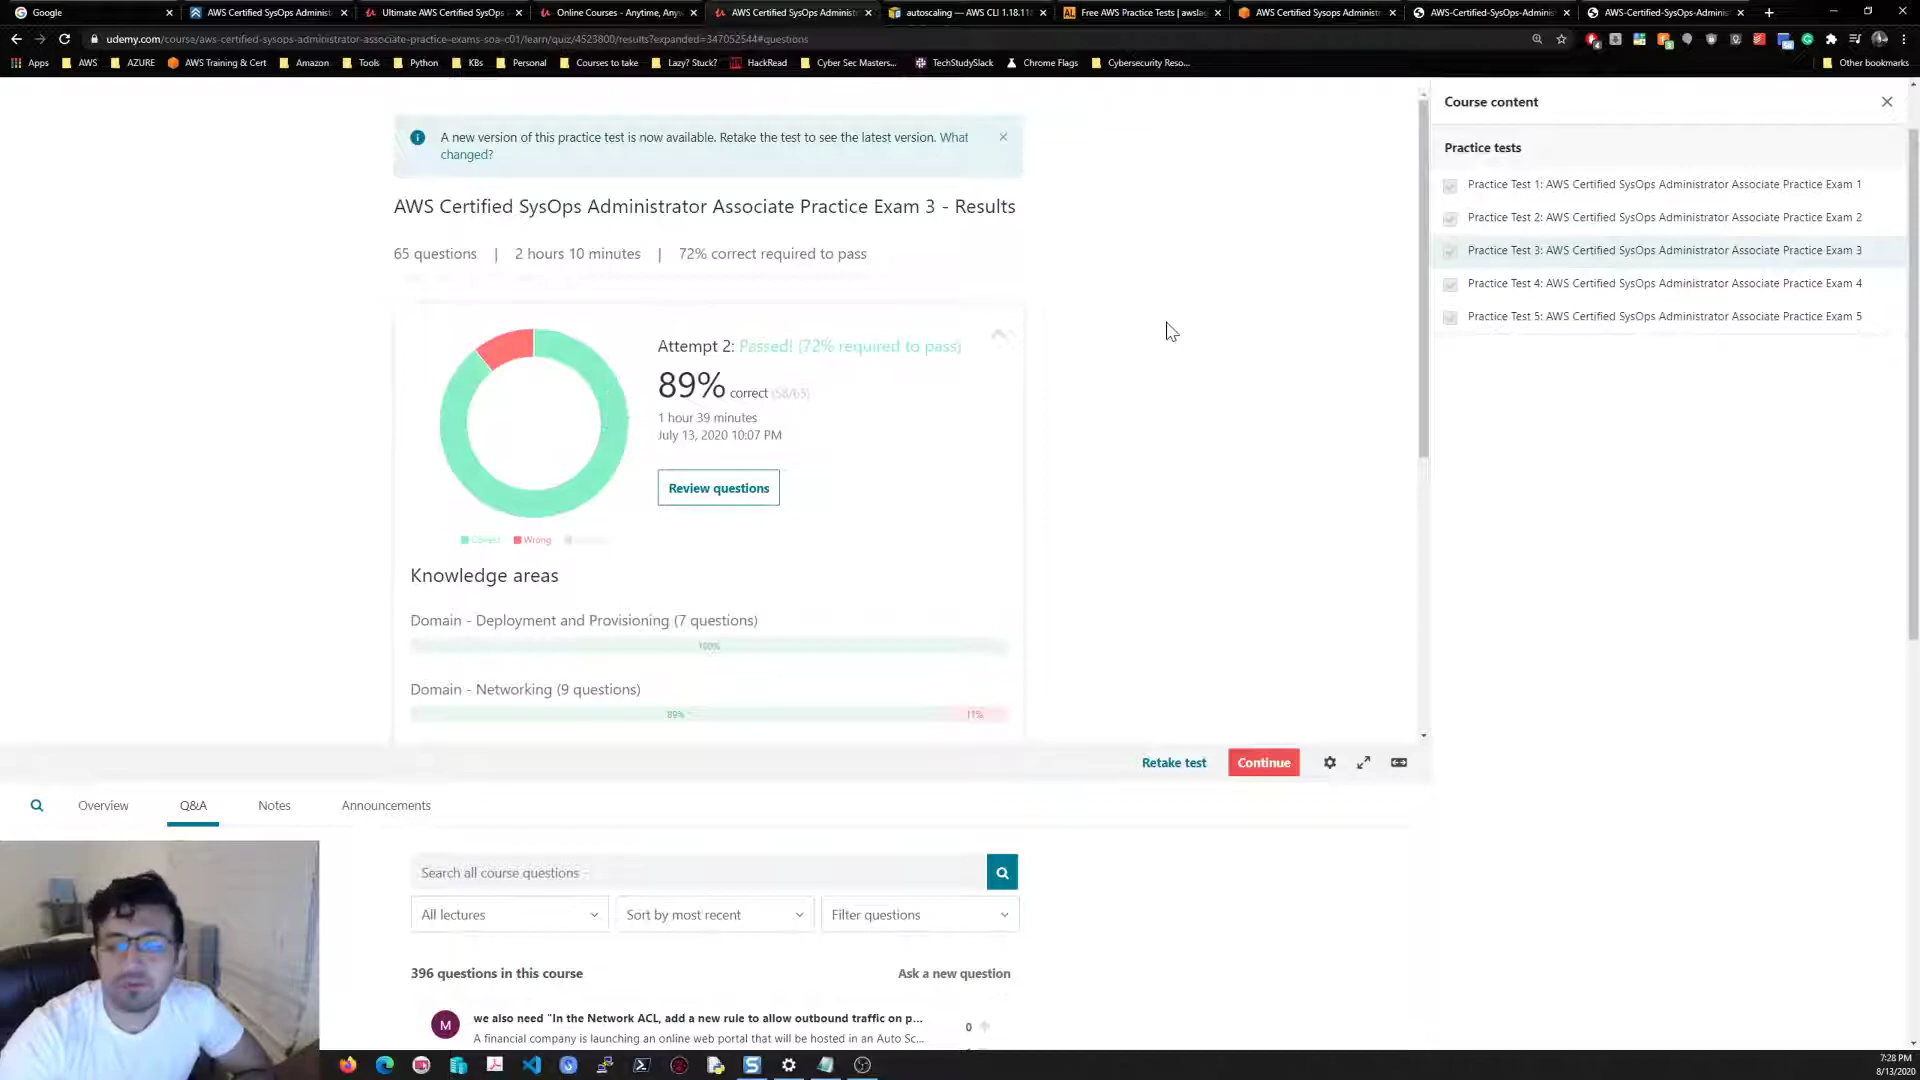 Google
AWS Certified SysOps Administ
Ultimate AWS Certified SysOps
Online Courses - Anytime, Anyw
AWS Certified SysOps Administ
autoscaling — AWS CLI 1.18.11
Free AWS Practice Tests | awslag
AWS Certified Sysops Administ
AWS-Certified-SysOps-Adminis
AWS-Certified-SysOps-Adminis
udemy.com/course/aws-certified-sysops-administrator-associate-practice-exams-soa-c01/learn/quiz/4523800/results?expanded=347052544#questions
Apps
AWS
AZURE
AWS Training & Cert
Amazon
Tools
Python
KBs
Personal
Courses to take
Lazy? Stuck?
HackRead
Cyber Sec Masters...
TechStudySlack
Chrome Flags
Cybersecurity Reso...
Other bookmarks
A new version of this practice test is now available. Retake the test to see the latest version. What
changed?
AWS Certified SysOps Administrator Associate Practice Exam 3 - Results
65 questions | 2 hours 10 minutes | 72% correct required to pass
Attempt 2: Passed! (72% required to pass)
89% correct (58/65)
1 hour 39 minutes
July 13, 2020 10:07 PM
Review questions
Correct
Wrong
Knowledge areas
Domain - Deployment and Provisioning (7 questions)
100%
Domain - Networking (9 questions)
89%
11%
Course content
Practice tests
Practice Test 1: AWS Certified SysOps Administrator Associate Practice Exam 1
Practice Test 2: AWS Certified SysOps Administrator Associate Practice Exam 2
Practice Test 3: AWS Certified SysOps Administrator Associate Practice Exam 3
Practice Test 4: AWS Certified SysOps Administrator Associate Practice Exam 4
Practice Test 5: AWS Certified SysOps Administrator Associate Practice Exam 5
Retake test
Continue
Overview
Q&A
Notes
Announcements
Search all course questions
All lectures
Sort by most recent
Filter questions
396 questions in this course
Ask a new question
M
we also need "In the Network ACL, add a new rule to allow outbound traffic on p...
0
A financial company is launching an online web portal that will be hosted in an Auto Sc...
7:28 PM
8/13/2020